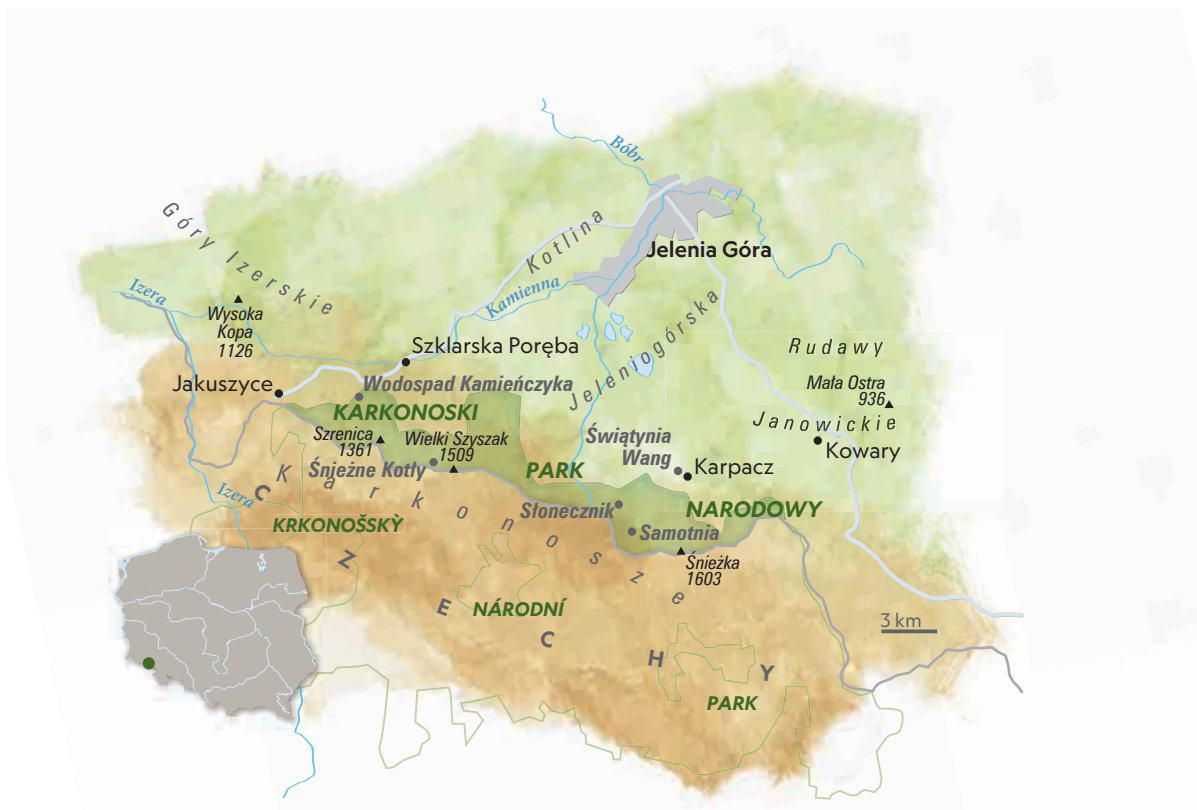 Bóbr
Góry Izerskie
Kotlina
Jelenia Góra
Izera
Kamienna
Wysoka
Kopa
1126
Jeleniogórska
Szklarska Poręba
Rudawy
Jakuszyce
Wodospad Kamieńczyka
Mała Ostra
936
KARKONOSKI
Janowickie
Szrenica
1361
Wielki Szyszak
1509
Świątynia
Wang
Kowary
Śnieżne Kotły
PARK
Karpacz
Karkonosze
Izera
CZECHY
Słonecznik
NARODOWY
KRKONOŠSKÝ
Samotnia
Śnieżka
1603
NÁRODNÍ
3 km
PARK